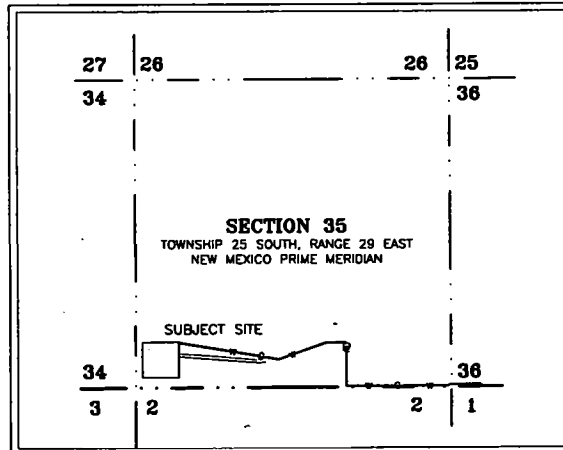 27 26 26 25
34 36
SECTION 35
TOWNSHIP 25 SOUTH, RANGE 29 EAST
NEW MEXICO PRIME MERIDIAN
SUBJECT SITE
34 36
3 2 2 1